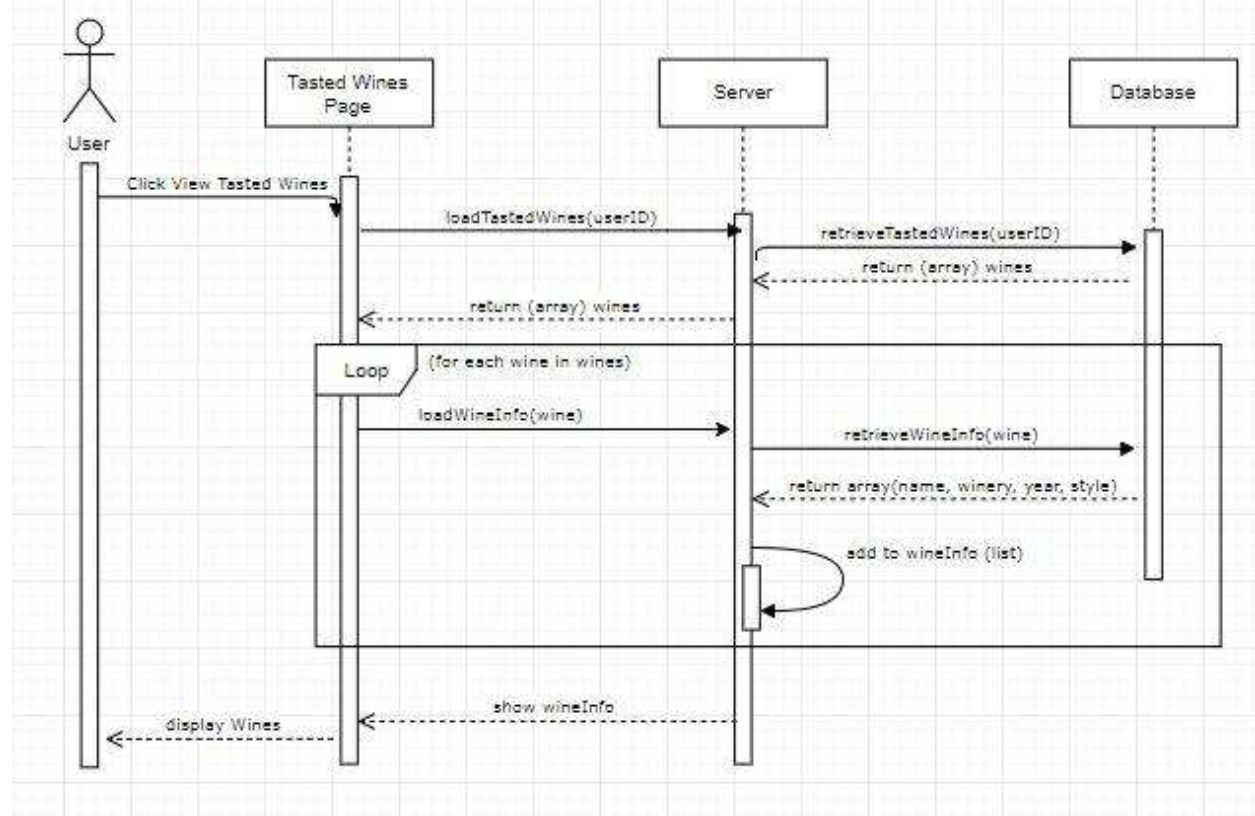 Tasted Wines
Page
Server
Database
User
Click View Tasted Wines
loadTastedWines(userID)
retrieveTastedWines(userID)
return (array) wines
return (array) wines
Loop
(for each wine in wines)
loadWineInfo(wine)
retrieveWineInfo(wine)
return array(name, winery, year, style)
add to wineInfo (list)
show wineInfo
display Wines